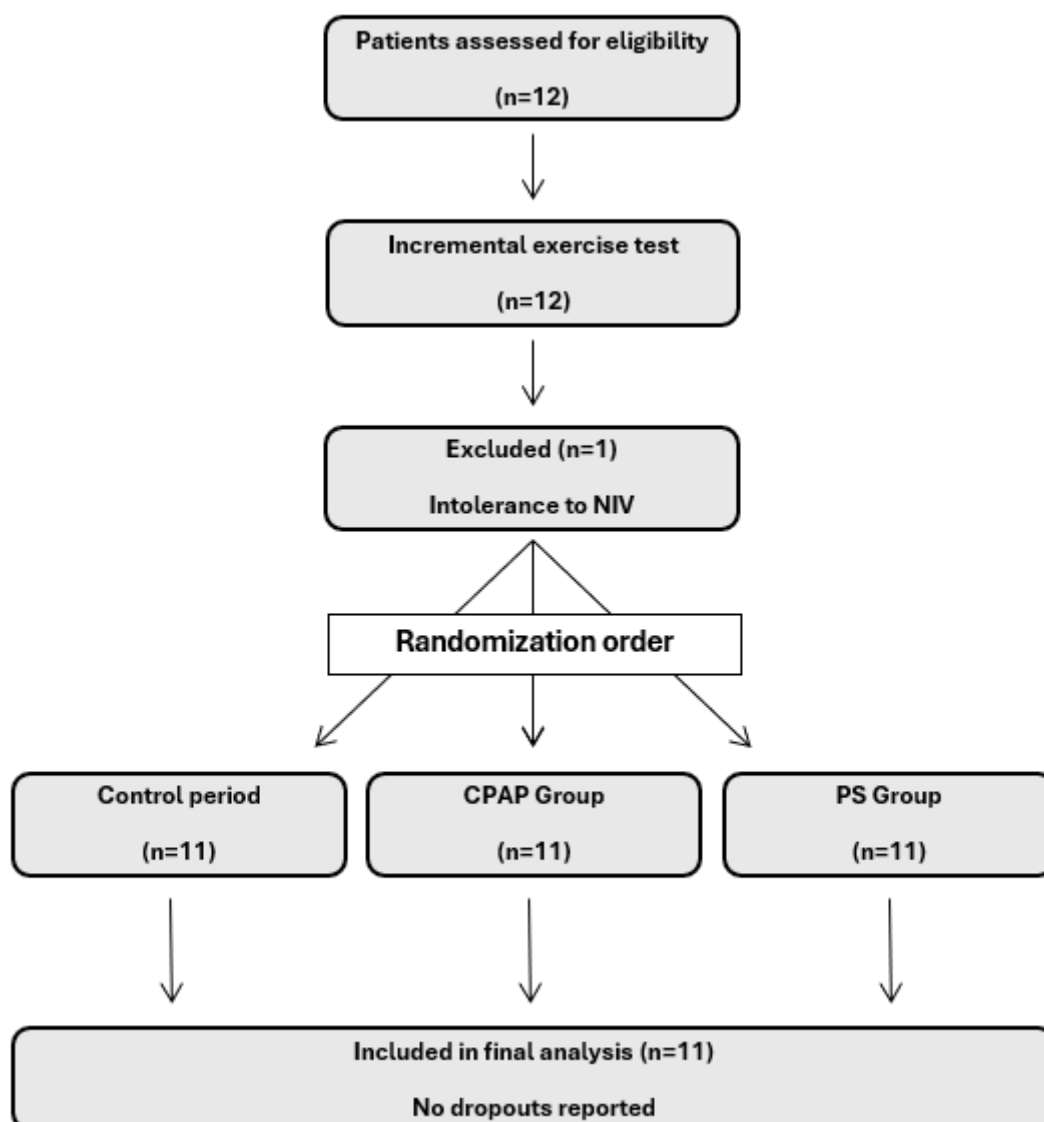 Patients assessed for eligibility
(n=12)
Incremental exercise test
(n=12)
Excluded (n=1)
Intolerance to NIV
Randomization order
Control period
(n=11)
CPAP Group
(n=11)
PS Group
(n=11)
Included in final analysis (n=11)
No dropouts reported